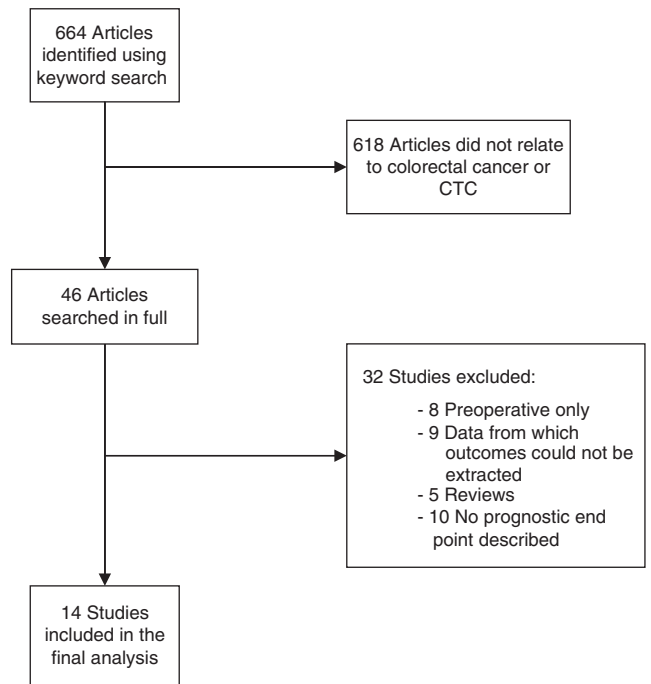 664 Articles
identified using
keyword search
618 Articles did not relate
to colorectal cancer or
CTC
46 Articles
searched in full
32 Studies excluded:
- 8 Preoperative only
- 9 Data from which
outcomes could not be
extracted
- 5 Reviews
- 10 No prognostic end
point described
14 Studies
included in the
final analysis